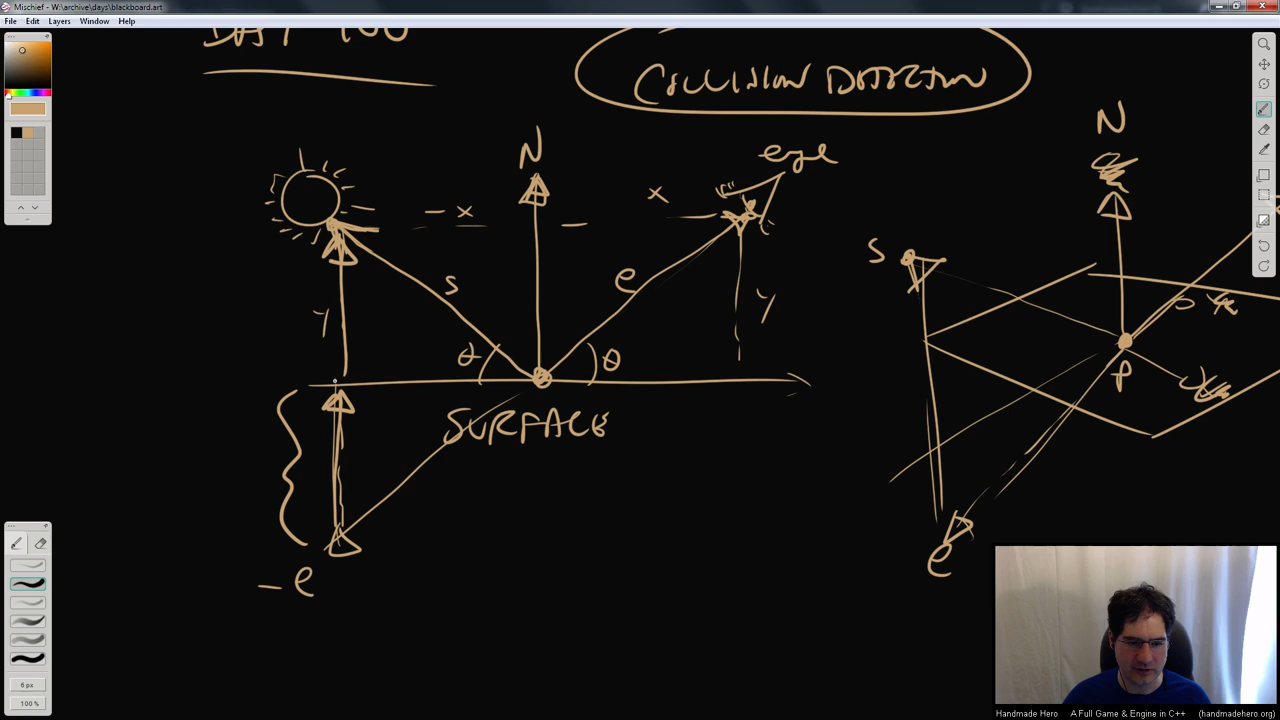 Mischief - W:\archive\days\blackboard.art
File Edit Layers Window Help
COLLISION DETECTION
N
N
eye
x
- x
-
S
s
e
y
y
θ
θ
P
SURFACE
- e
e
6 px
100 %
Handmade Hero A Full Game & Engine in C++ (handmadehero.org)